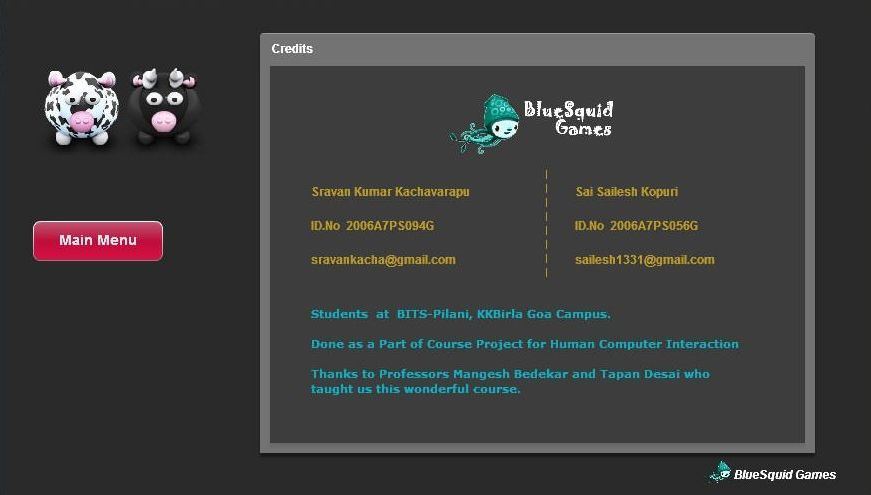 Credits
BlueSquid
Games
Sravan Kumar Kachavarapu
Sai Sailesh Kopuri
ID.No 2006A7PS094G
ID.No 2006A7PS056G
sravankacha@gmail.com
sailesh1331@gmail.com
Main Menu
Students at BITS-Pilani, KKBirla Goa Campus.
Done as a Part of Course Project for Human Computer Interaction
Thanks to Professors Mangesh Bedekar and Tapan Desai who
taught us this wonderful course.
BlueSquid Games